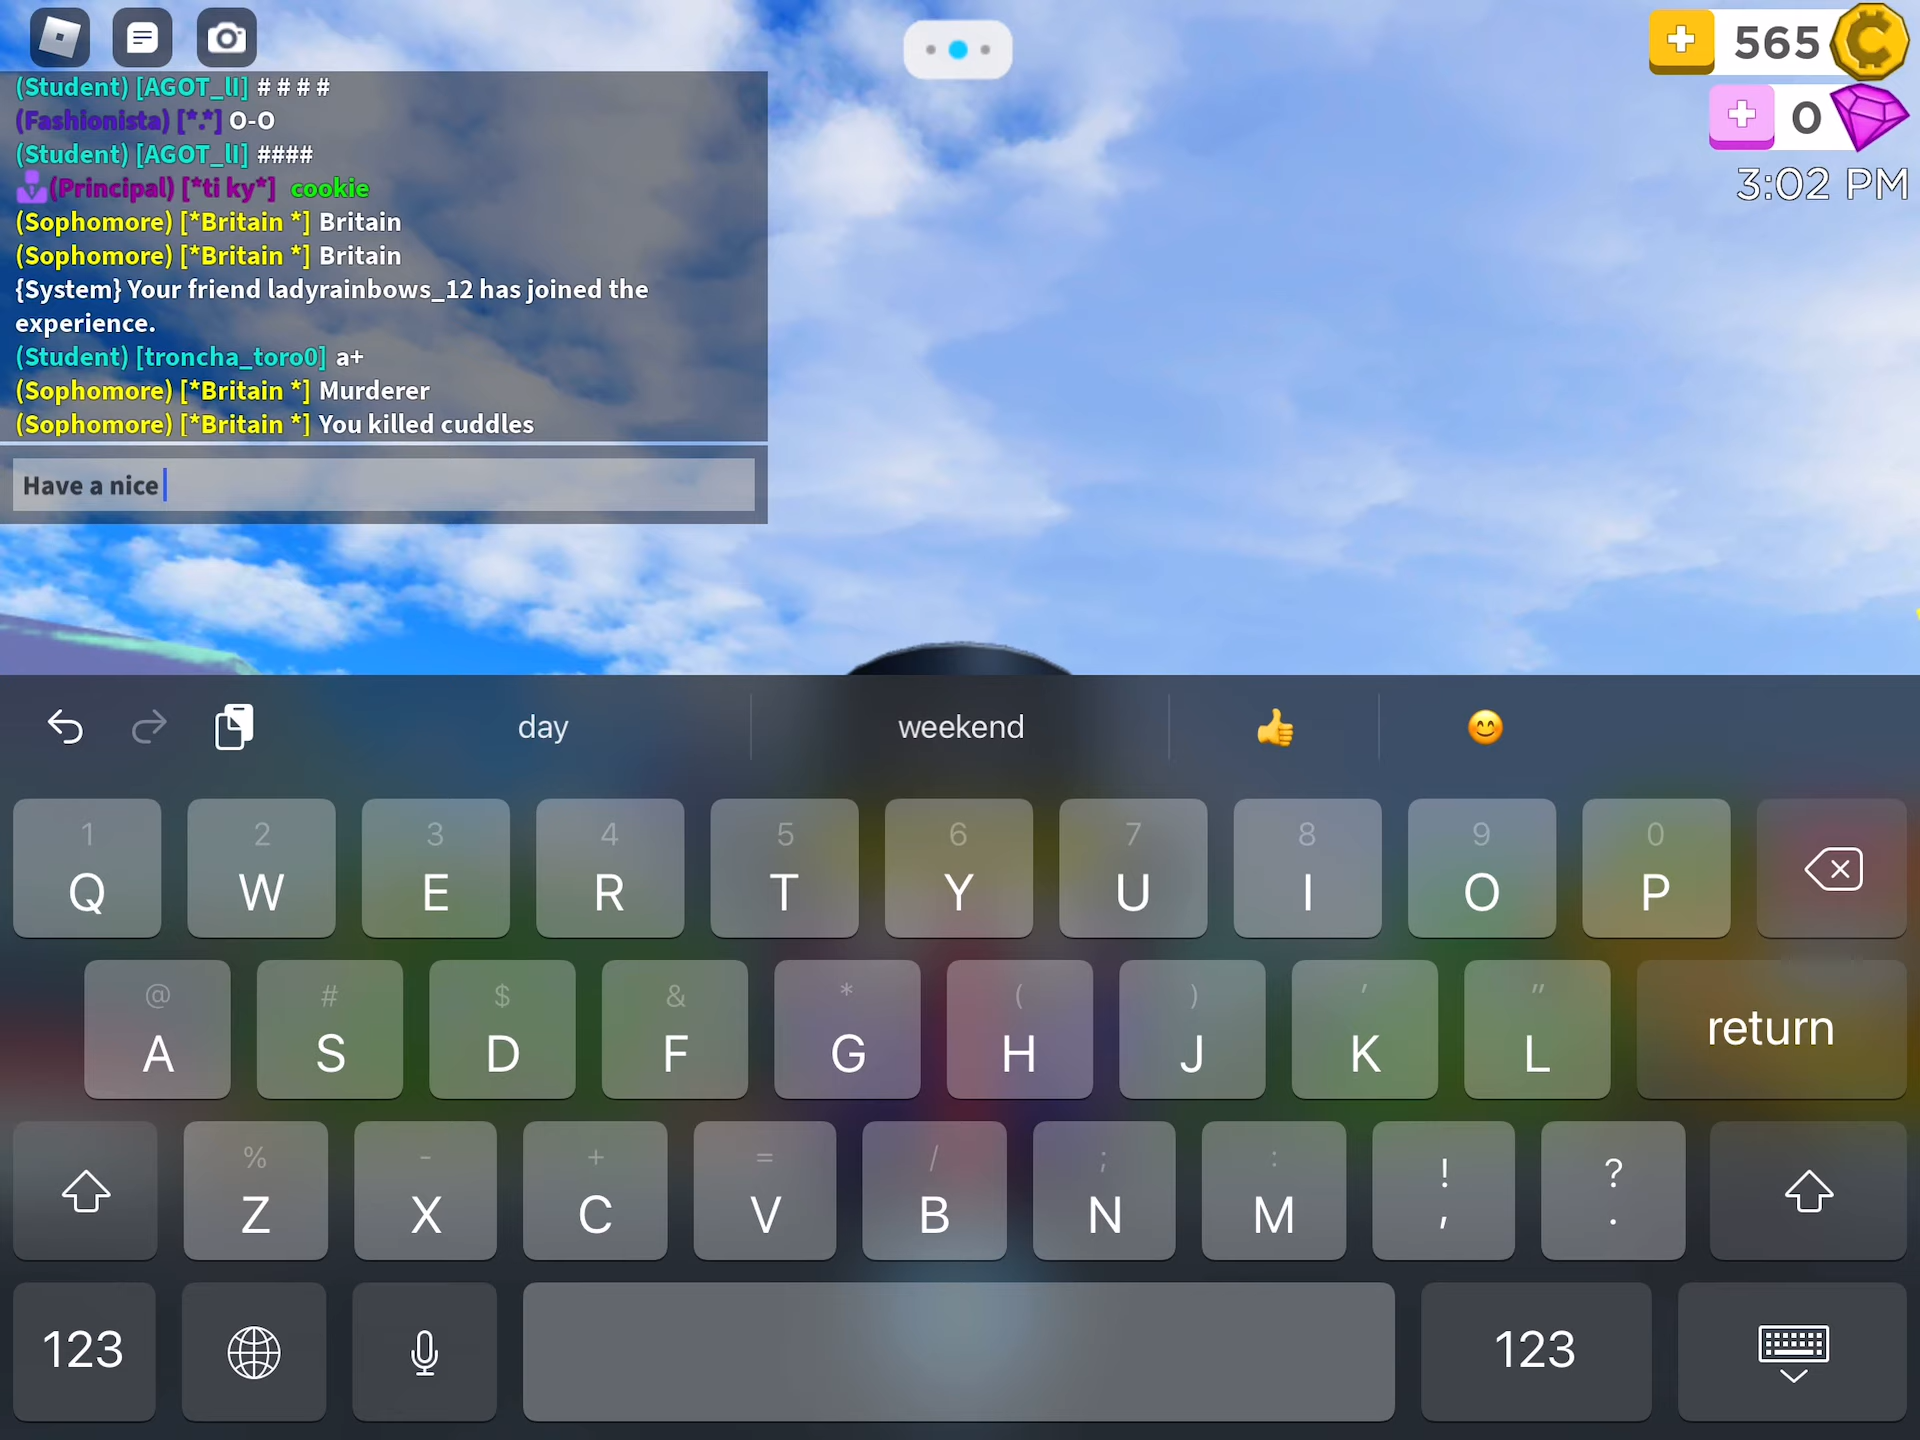 (Student) [AGOT_lI] # # # #
(Fashionista) [*.*] O-O
(Student) [AGOT_lI] ####
(Principal) [*ti ky*] cookie
(Sophomore) [*Britain *] Britain
(Sophomore) [*Britain *] Britain
{System} Your friend ladyrainbows_12 has joined the
experience.
(Student) [troncha_toro0] a+
(Sophomore) [*Britain *] Murderer
(Sophomore) [*Britain *] You killed cuddles
Have a nice
565
0
3:02 PM
day weekend 👍 😊
1 2 3 4 5 6 7 8 9 0
Q W E R T Y U I O P
@ # $ & * ( ) ' "
A S D F G H J K L return
% - + = / ; : ! ?
Z X C V B N M , .
123 123